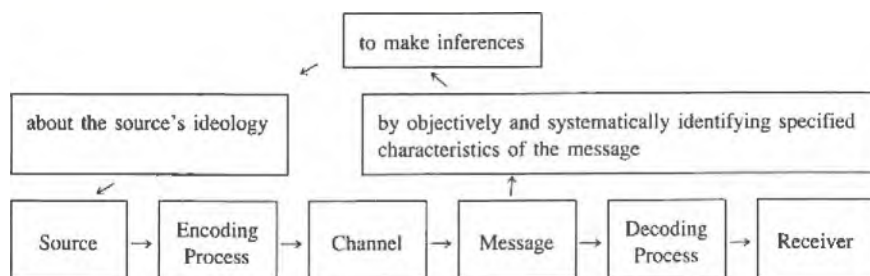 to make inferences
about the source's ideology
by objectively and systematically identifying specified
characteristics of the message
Source
Encoding
Process
Channel
Message
Decoding
Process
Receiver